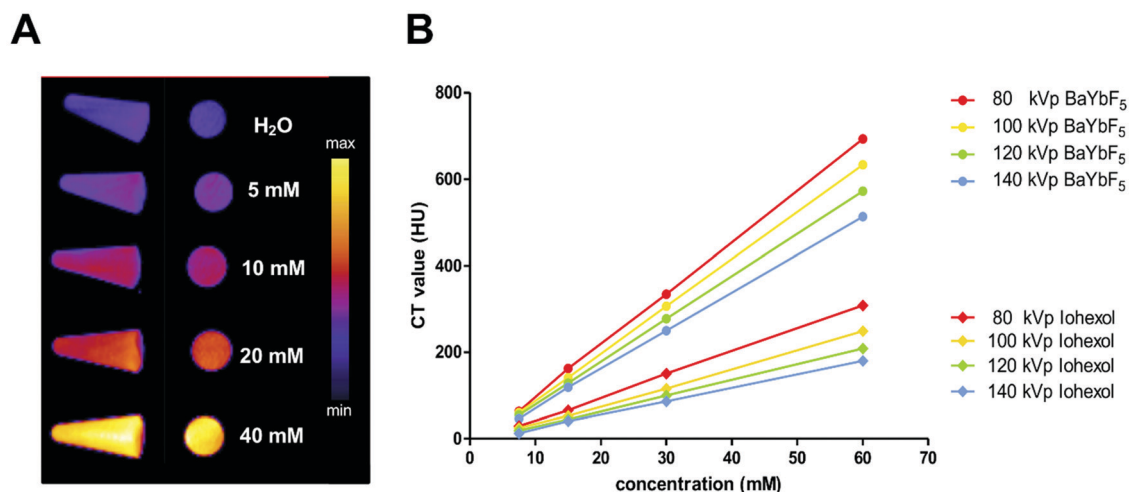 A
H₂O
5 mM
10 mM
20 mM
40 mM
max
min
B
CT value (HU)
800
600
400
200
0
0 10 20 30 40 50 60 70
concentration (mM)
80 kVp BaYbF₅
100 kVp BaYbF₅
120 kVp BaYbF₅
140 kVp BaYbF₅
80 kVp Iohexol
100 kVp Iohexol
120 kVp Iohexol
140 kVp Iohexol